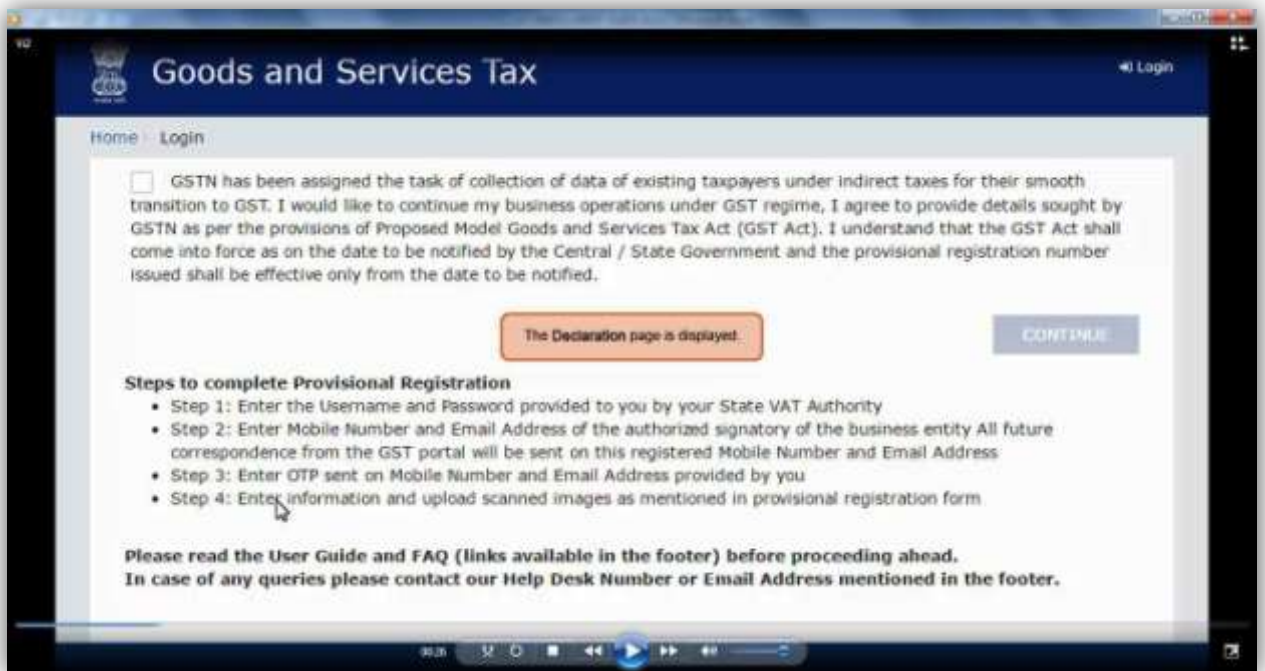 Goods and Services Tax
Login
Home Login
GSTN has been assigned the task of collection of data of existing taxpayers under indirect taxes for their smooth
transition to GST. I would like to continue my business operations under GST regime, I agree to provide details sought by
GSTN as per the provisions of Proposed Model Goods and Services Tax Act (GST Act). I understand that the GST Act shall
come into force as on the date to be notified by the Central / State Government and the provisional registration number
issued shall be effective only from the date to be notified.
The Declaration page is displayed.
CONTINUE
Steps to complete Provisional Registration
• Step 1: Enter the Username and Password provided to you by your State VAT Authority
• Step 2: Enter Mobile Number and Email Address of the authorized signatory of the business entity All future
correspondence from the GST portal will be sent on this registered Mobile Number and Email Address
• Step 3: Enter OTP sent on Mobile Number and Email Address provided by you
• Step 4: Enter information and upload scanned images as mentioned in provisional registration form
Please read the User Guide and FAQ (links available in the footer) before proceeding ahead.
In case of any queries please contact our Help Desk Number or Email Address mentioned in the footer.